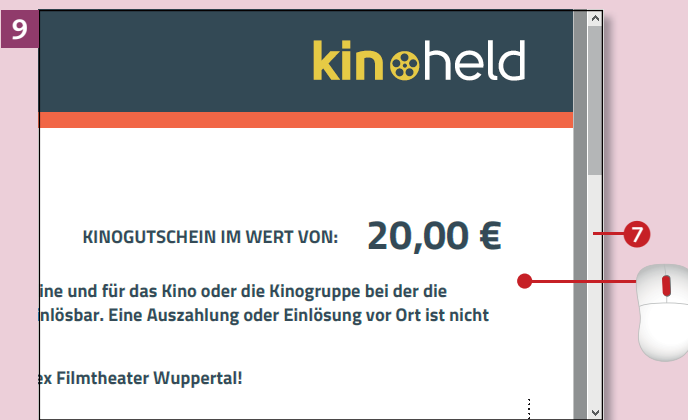 9
kinoheld
KINOGUTSCHEIN IM WERT VON: 20,00 €
7
ine und für das Kino oder die Kinogruppe bei der die
nlösbar. Eine Auszahlung oder Einlösung vor Ort ist nicht
ex Filmtheater Wuppertal!